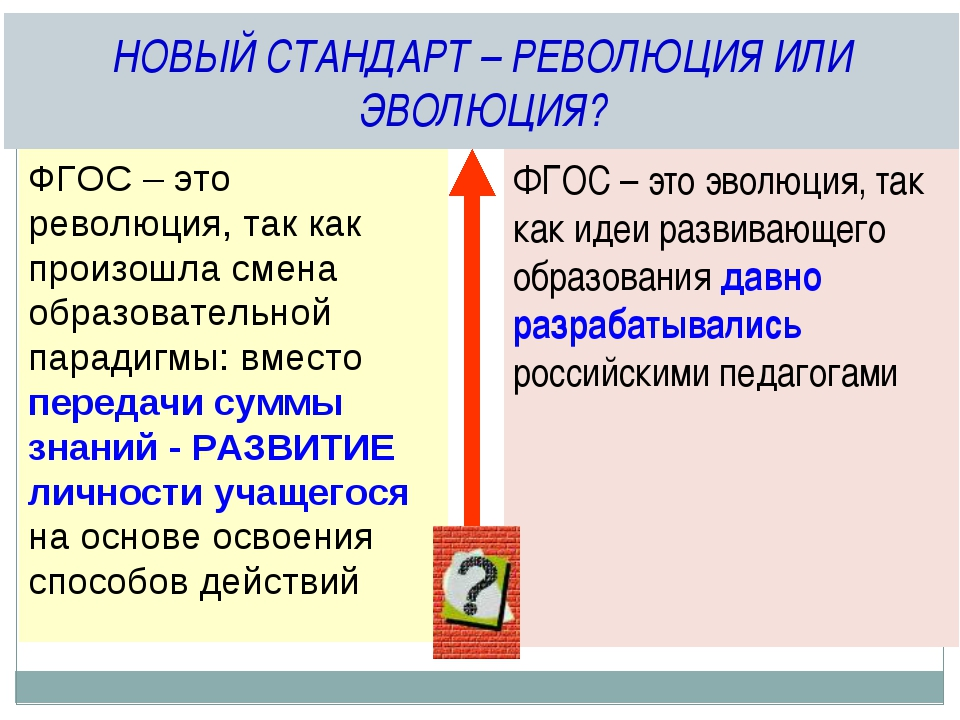 НОВЫЙ СТАНДАРТ – РЕВОЛЮЦИЯ ИЛИ
ЭВОЛЮЦИЯ?
ФГОС – это
революция, так как
произошла смена
образовательной
парадигмы: вместо
передачи суммы
знаний - РАЗВИТИЕ
личности учащегося
на основе освоения
способов действий
ФГОС – это эволюция, так
как идеи развивающего
образования давно
разрабатывались
российскими педагогами
?